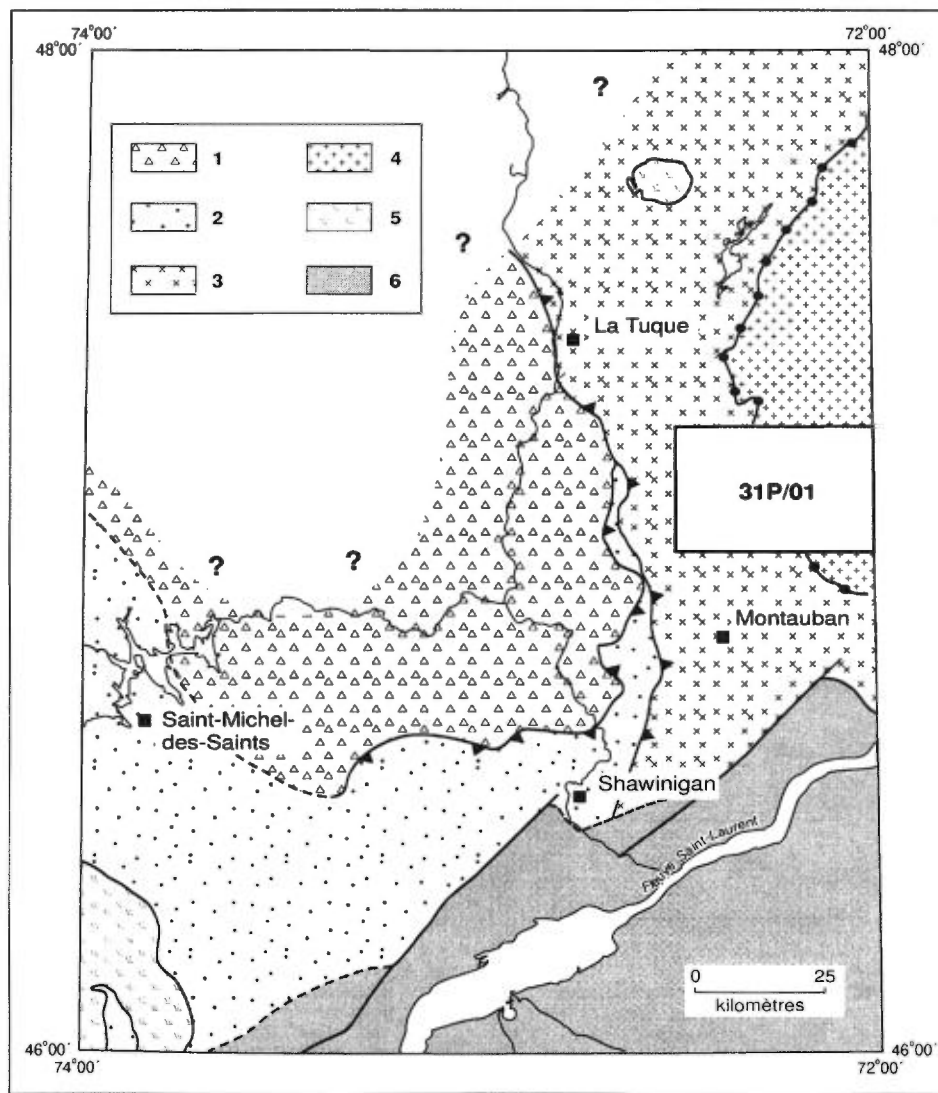 74°00'
72°00'
48°00'
48°00'
?
1
4
2
5
3
6
?
La Tuque
31P/01
?
?
Montauban
Saint-Michel-
des-Saints
Shawinigan
Fleuve Saint-Laurent
0
25
kilomètres
46°00'
46°00'
74°00'
72°00'